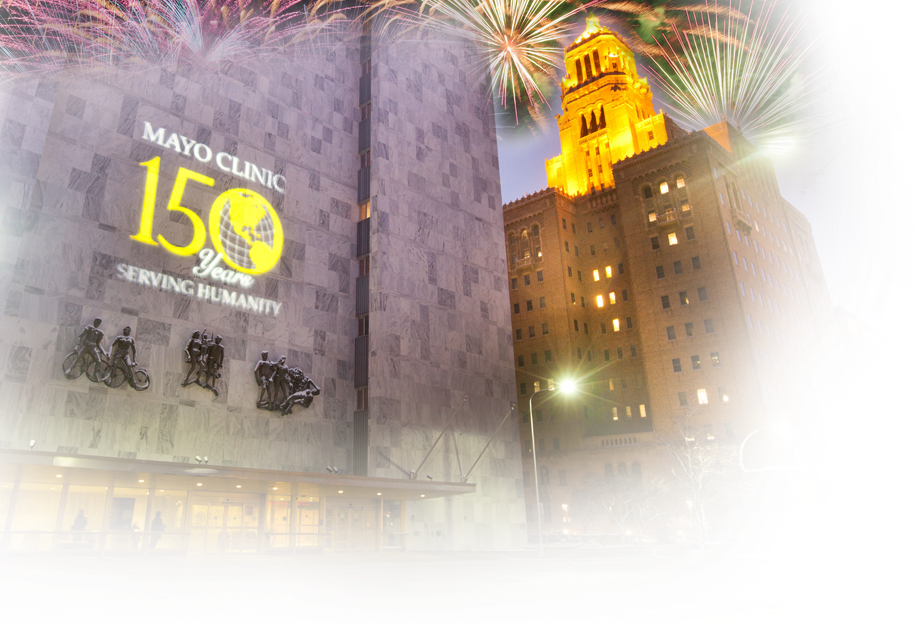 MAYO CLINIC
150
Years
SERVING HUMANITY